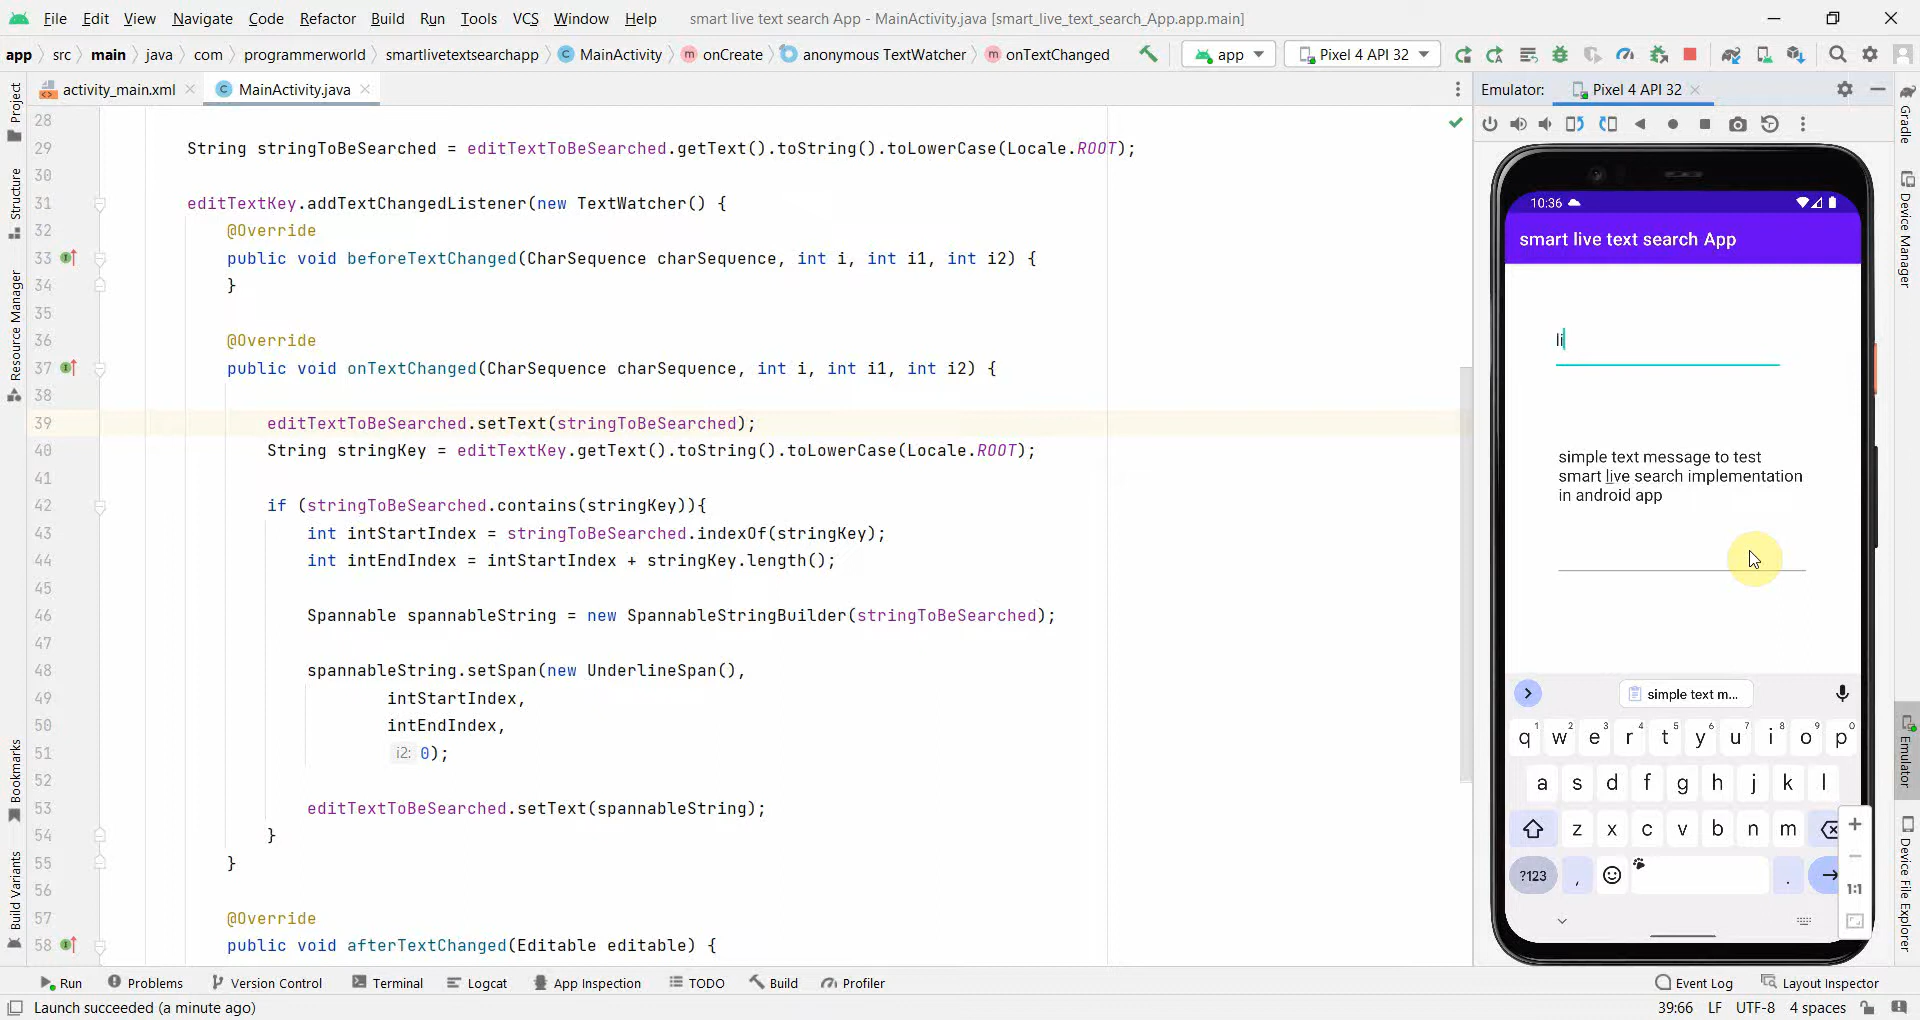 File Edit View Navigate Code Refactor Build Run Tools VCS Window Help smart live text search App - MainActivity.java [smart_live_text_search_App.app.main]
app src main java com programmerworld smartlivetextsearchapp MainActivity onCreate anonymous TextWatcher onTextChanged app Pixel 4 API 32
activity_main.xml MainActivity.java Emulator: Pixel 4 API 32
Project
Structure
Resource Manager
Bookmarks
Build Variants
28
29 String stringToBeSearched = editTextToBeSearched.getText().toString().toLowerCase(Locale.ROOT);
30
31 editTextKey.addTextChangedListener(new TextWatcher() {
32 @Override
33 public void beforeTextChanged(CharSequence charSequence, int i, int i1, int i2) {
34 }
35
36 @Override
37 public void onTextChanged(CharSequence charSequence, int i, int i1, int i2) {
38
39 editTextToBeSearched.setText(stringToBeSearched);
40 String stringKey = editTextKey.getText().toString().toLowerCase(Locale.ROOT);
41
42 if (stringToBeSearched.contains(stringKey)){
43 int intStartIndex = stringToBeSearched.indexOf(stringKey);
44 int intEndIndex = intStartIndex + stringKey.length();
45
46 Spannable spannableString = new SpannableStringBuilder(stringToBeSearched);
47
48 spannableString.setSpan(new UnderlineSpan(),
49 intStartIndex,
50 intEndIndex,
51 i2: 0);
52
53 editTextToBeSearched.setText(spannableString);
54 }
55 }
56
57 @Override
58 public void afterTextChanged(Editable editable) {
10:36
smart live text search App
li
simple text message to test
smart live search implementation
in android app
simple text m...
q1 w2 e3 r4 t5 y6 u7 i8 o9 p0
a s d f g h j k l
z x c v b n m
?123 , .
1:1
Gradle
Device Manager
Emulator
Device File Explorer
Run Problems Version Control Terminal Logcat App Inspection TODO Build Profiler Event Log Layout Inspector
Launch succeeded (a minute ago) 39:66 LF UTF-8 4 spaces